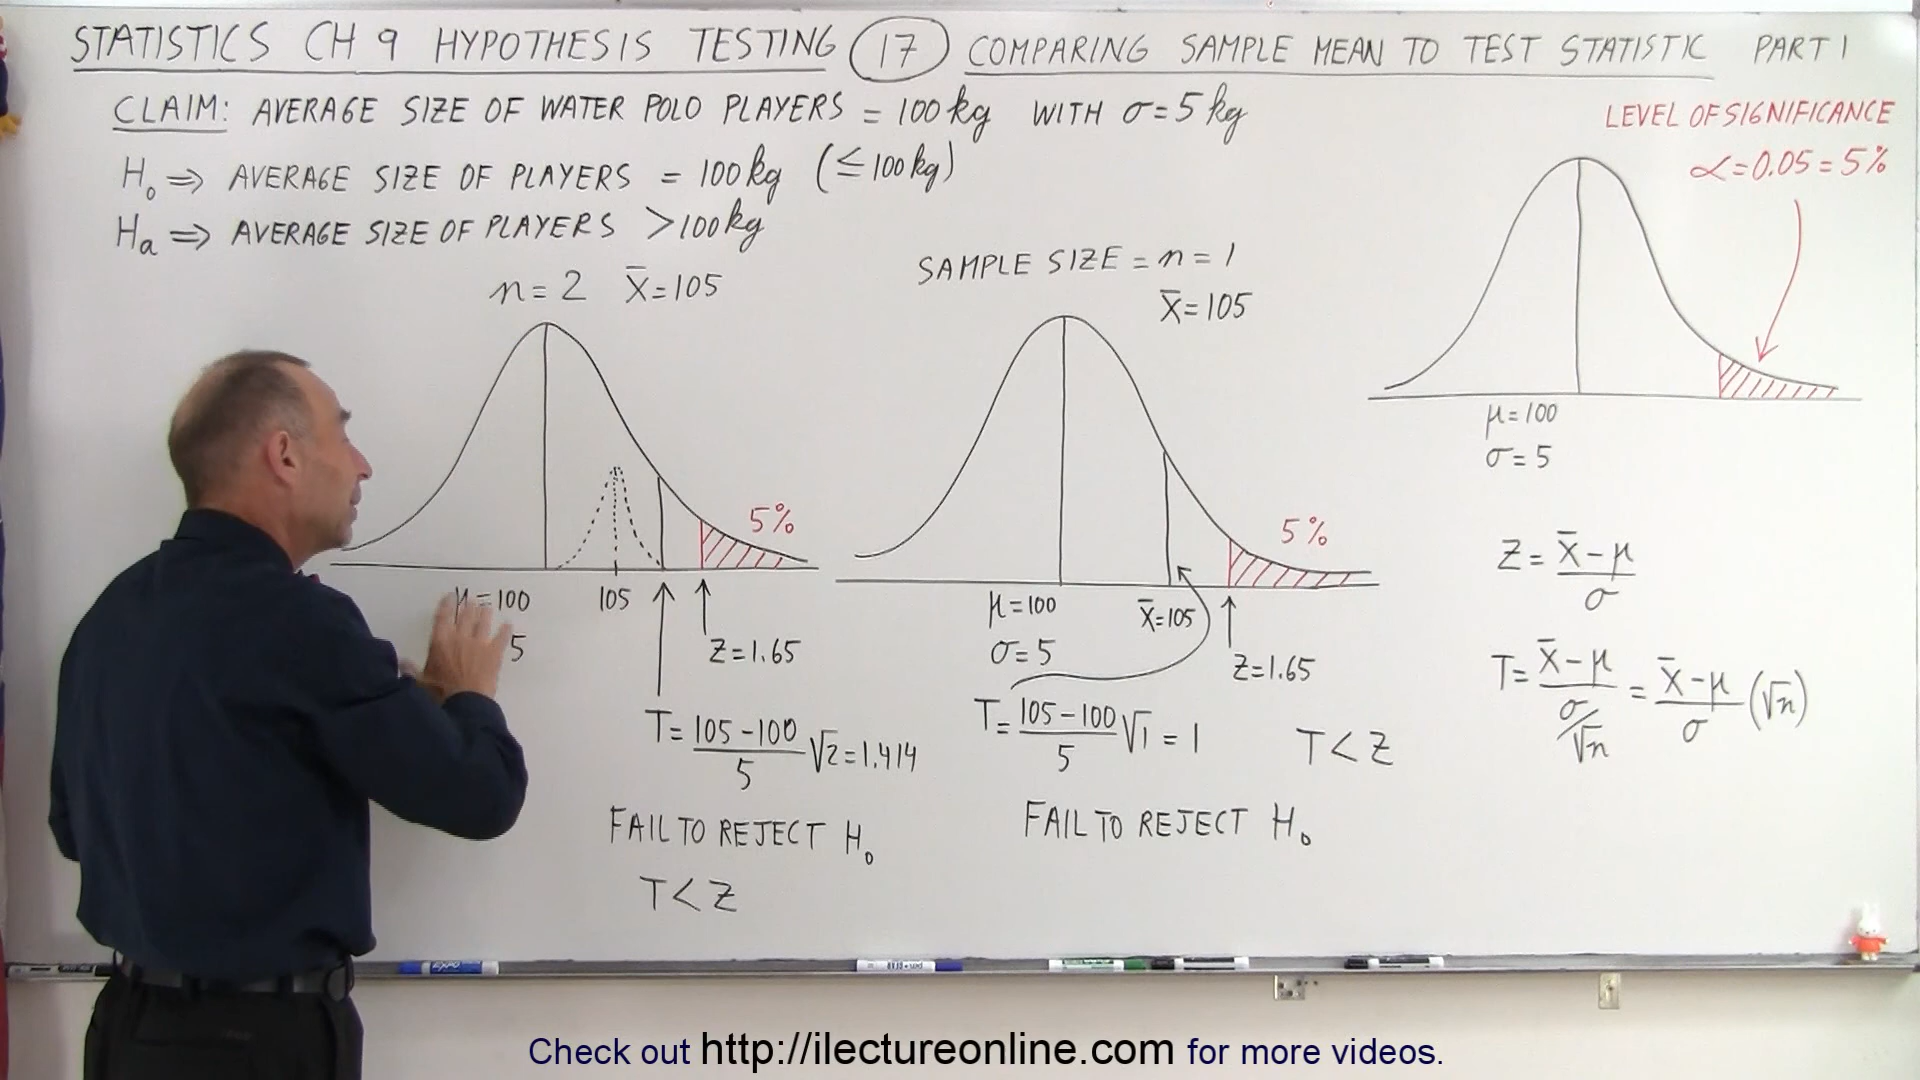 STATISTICS CH 9 HYPOTHESIS TESTING 17 COMPARING SAMPLE MEAN TO TEST STATISTIC PART 1
CLAIM: AVERAGE SIZE OF WATER POLO PLAYERS = 100 kg WITH σ = 5 kg
H₀ ⇒ AVERAGE SIZE OF PLAYERS = 100 kg (≤ 100 kg)
Hₐ ⇒ AVERAGE SIZE OF PLAYERS > 100 kg
n = 2 x̄ = 105
5%
μ = 100 105
5
Z = 1.65
T = (105 - 100)/5 √2 = 1.414
FAIL TO REJECT H₀
T < Z
SAMPLE SIZE = n = 1
x̄ = 105
5%
μ = 100 x̄ = 105
σ = 5
Z = 1.65
T = (105 - 100)/5 √1 = 1
T < Z
FAIL TO REJECT H₀
LEVEL OF SIGNIFICANCE
α = 0.05 = 5%
μ = 100
σ = 5
Z = (x̄ - μ)/σ
T = (x̄ - μ)/(σ/√n) = (x̄ - μ)/σ (√n)
EXPO
Check out http://ilectureonline.com for more videos.